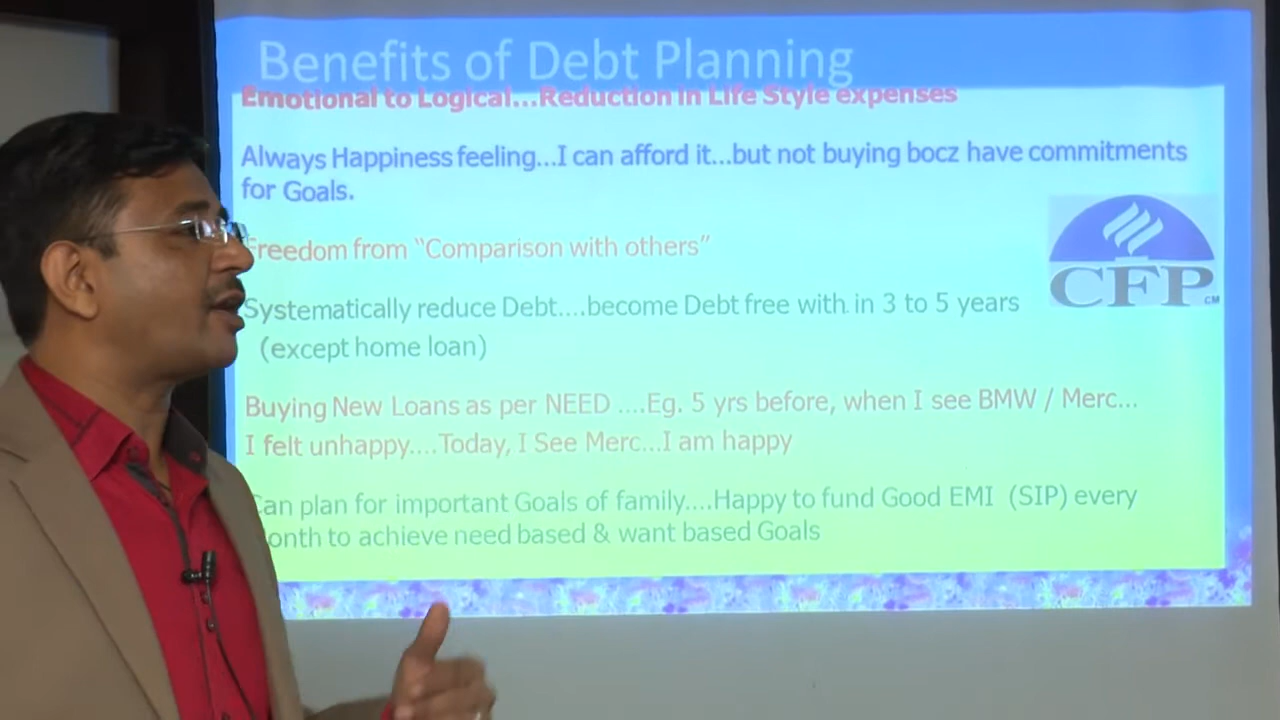 Benefits of Debt Planning
Emotional to Logical...Reduction in Life Style expenses
Always Happiness feeling...I can afford it...but not buying bocz have commitments
for Goals.
Freedom from “Comparison with others”
CFP CM
Systematically reduce Debt....become Debt free with in 3 to 5 years
(except home loan)
Buying New Loans as per NEED ....Eg. 5 yrs before, when I see BMW / Merc...
I felt unhappy....Today, I See Merc...I am happy
Can plan for important Goals of family....Happy to fund Good EMI (SIP) every
onth to achieve need based & want based Goals